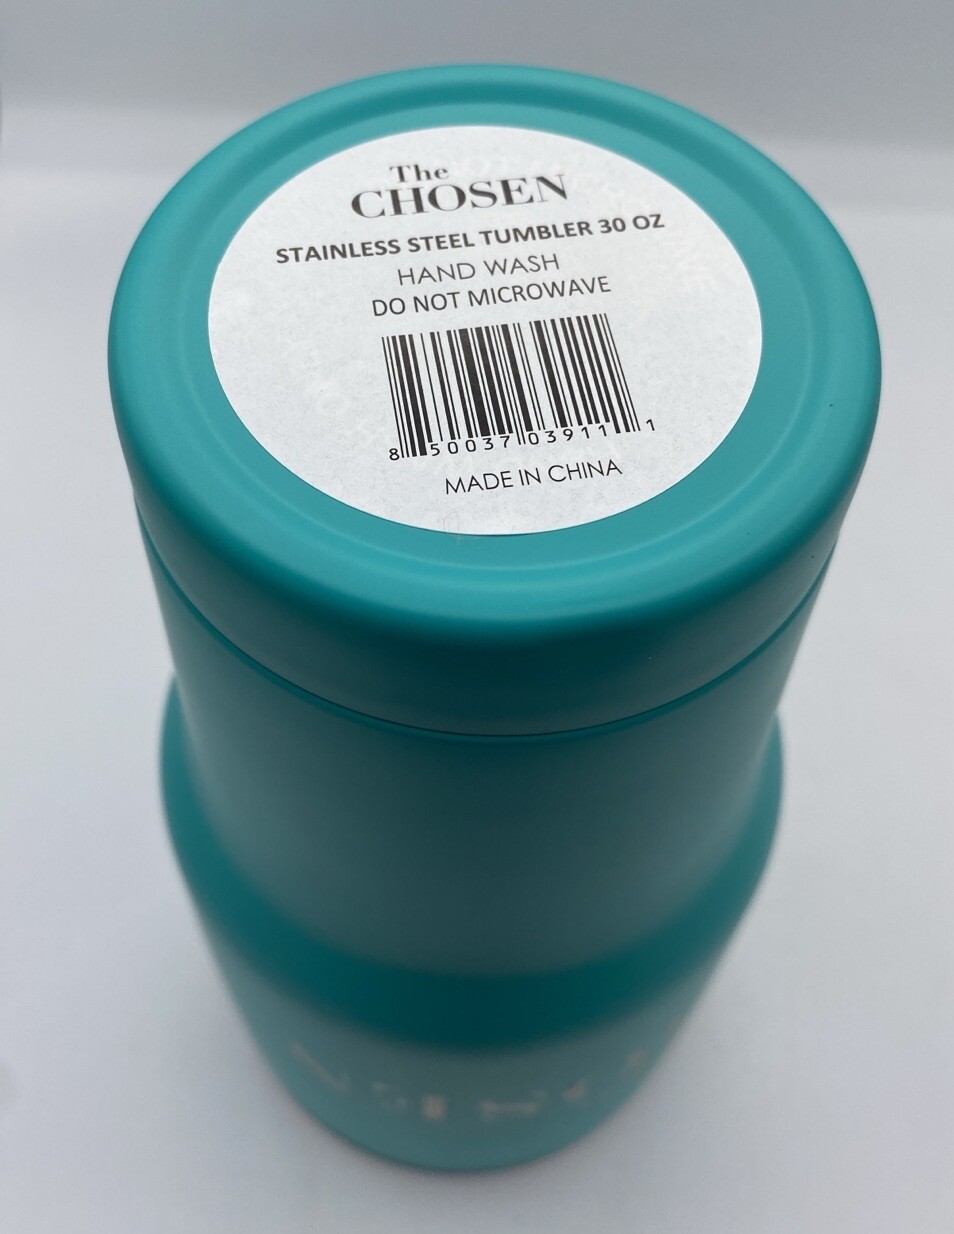 The
CHOSEN
STAINLESS STEEL TUMBLER 30 OZ
HAND WASH
DO NOT MICROWAVE
8 50037 03911 1
MADE IN CHINA